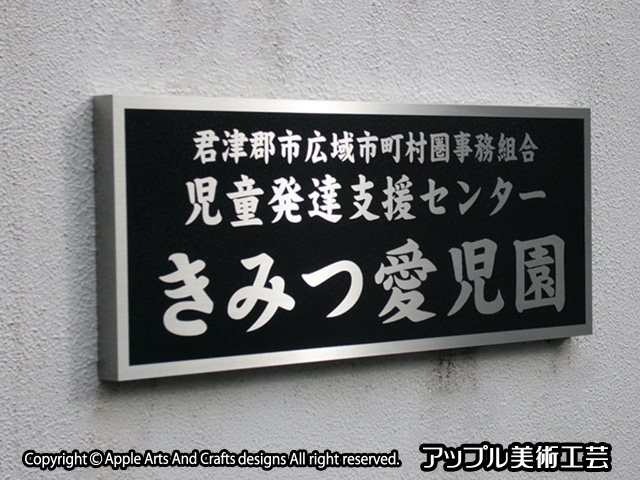 君津郡市広域市町村圏事務組合
児童発達支援センター
きみつ愛児園
Copyright © Apple Arts And Crafts designs All right reserved. アップル美術工芸